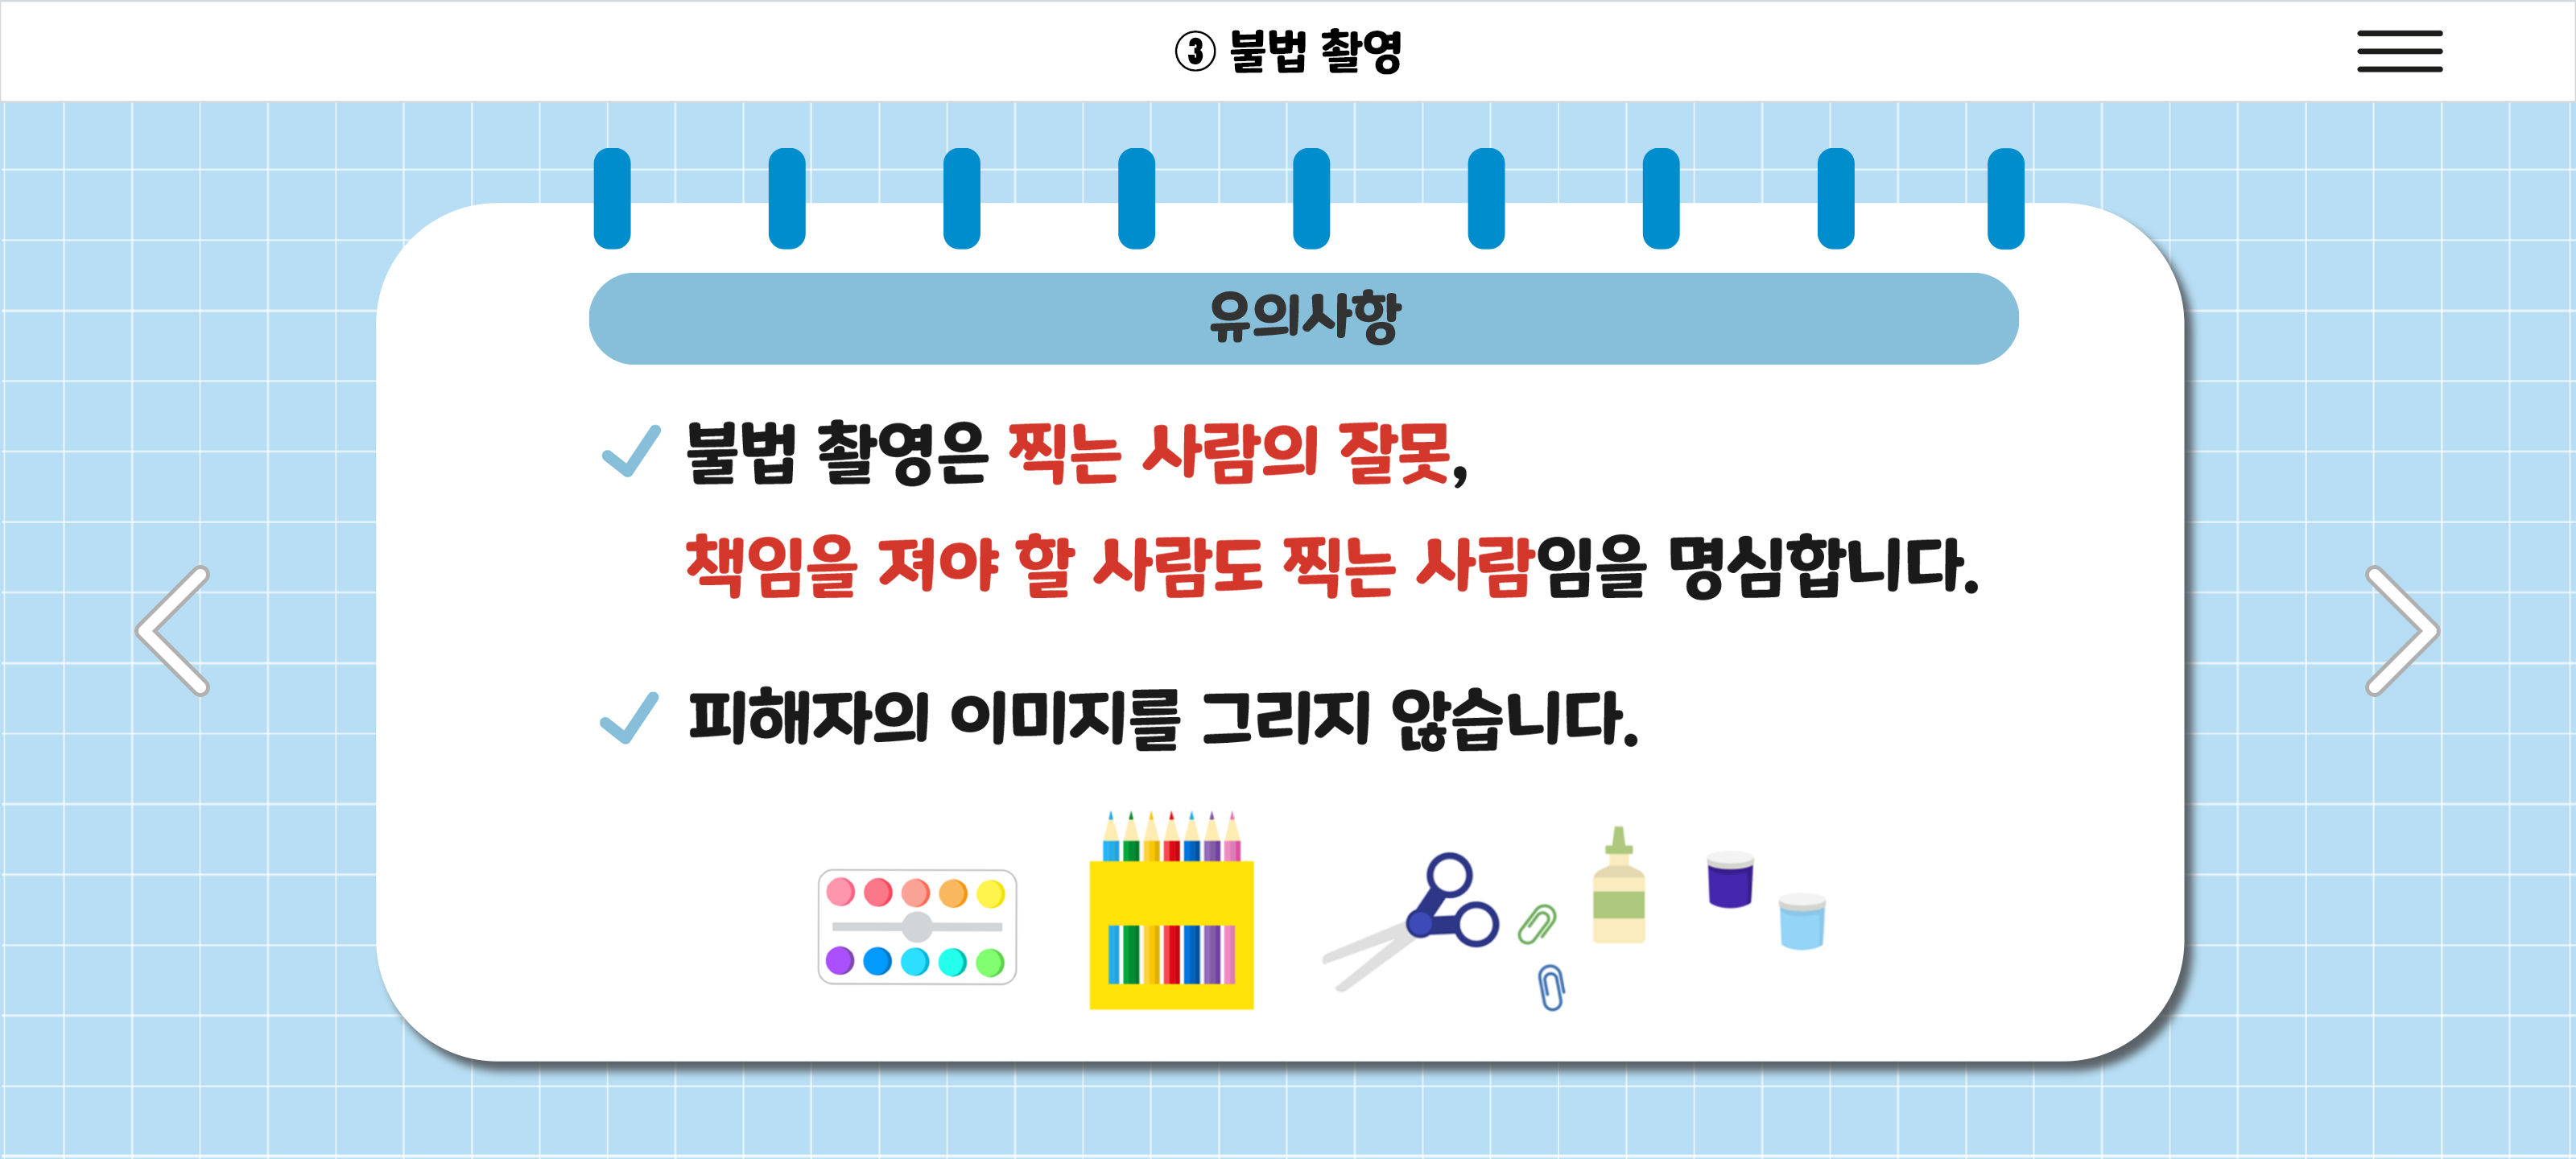 ③ 불법 촬영
유의사항
불법 촬영은 찍는 사람의 잘못,
책임을 져야 할 사람도 찍는 사람임을 명심합니다.
피해자의 이미지를 그리지 않습니다.